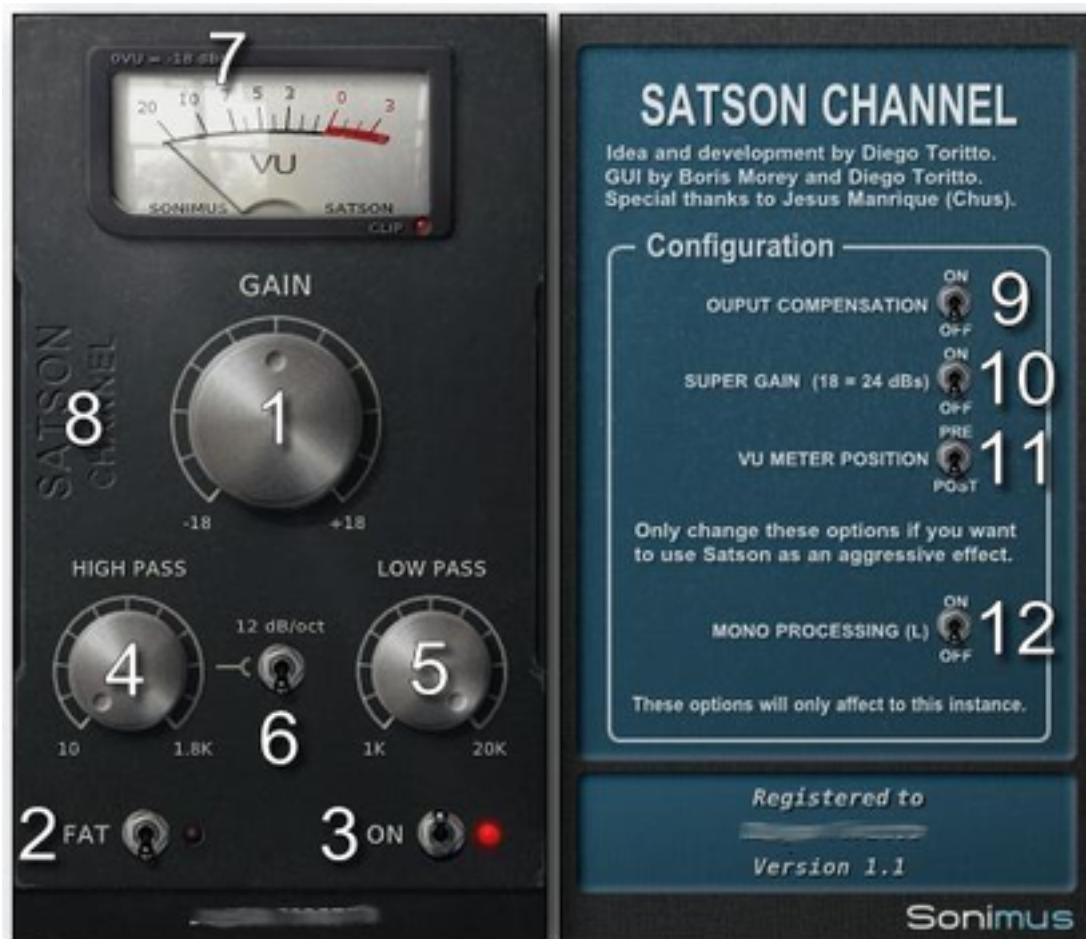 0VU = -18 dBs
7
20 10 7 5 3 0 3
VU
SONIMUS SATSON
CLIP
GAIN
SATSON
CHANNEL
8
1
-18 +18
HIGH PASS LOW PASS
12 dB/oct
4
5
6
10 1.8K 1K 20K
2 FAT 3 ON
SATSON CHANNEL
Idea and development by Diego Toritto.
GUI by Boris Morey and Diego Toritto.
Special thanks to Jesus Manrique (Chus).
Configuration
ON
OUPUT COMPENSATION 9
OFF
ON
SUPER GAIN (18 = 24 dBs) 10
OFF
PRE
VU METER POSITION 11
POST
Only change these options if you want
to use Satson as an aggressive effect.
ON
MONO PROCESSING (L) 12
OFF
These options will only affect to this instance.
Registered to
Version 1.1
Sonimus